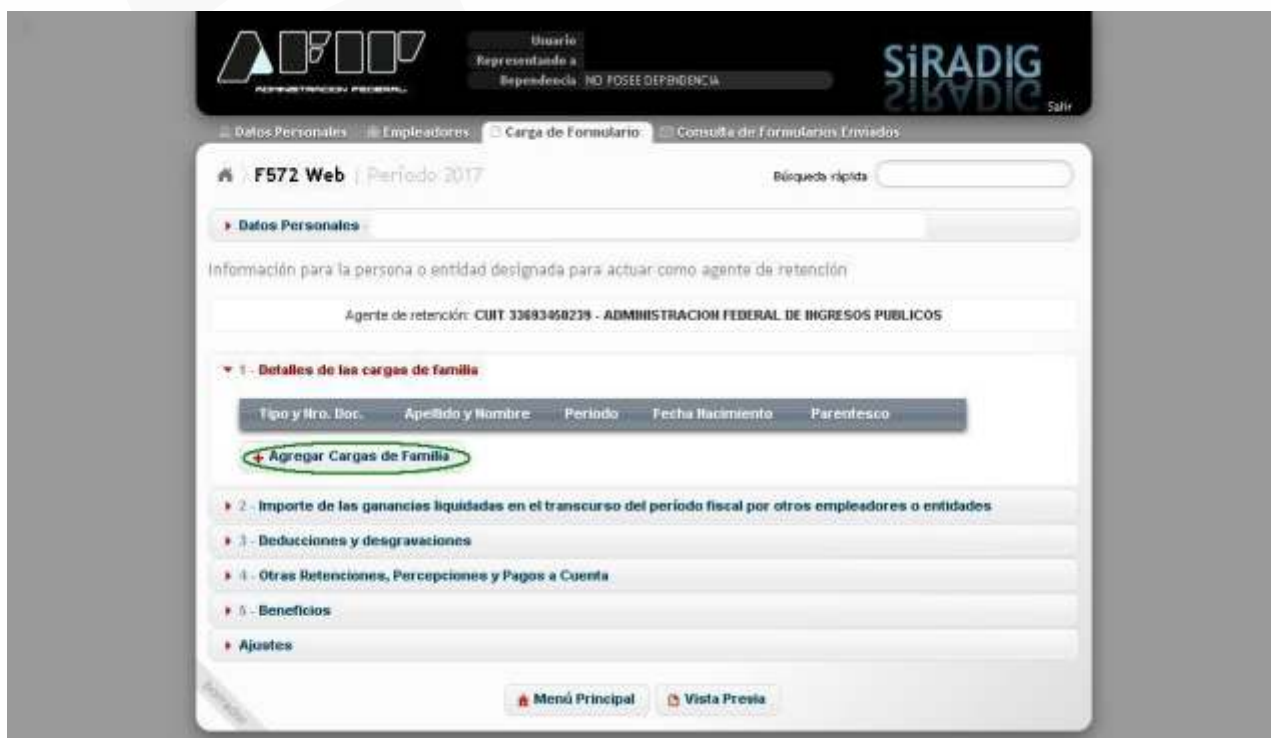 AFIP
ADMINISTRACION FEDERAL
Usuario
Representando a
Dependencia NO POSEE DEPENDENCIA
SiRADIG
Salir
Datos Personales Empleadores Carga de Formulario Consulta de Formularios Enviados
F572 Web | Período 2017
Búsqueda rápida
Datos Personales
Información para la persona o entidad designada para actuar como agente de retención
Agente de retención: CUIT 33693450239 - ADMINISTRACION FEDERAL DE INGRESOS PUBLICOS
1 - Detalles de las cargas de familia
Tipo y Nro. Doc. Apellido y Nombre Periodo Fecha Nacimiento Parentesco
+ Agregar Cargas de Familia
2 - Importe de las ganancias liquidadas en el transcurso del período fiscal por otros empleadores o entidades
3 - Deducciones y desgravaciones
4 - Otras Retenciones, Percepciones y Pagos a Cuenta
5 - Beneficios
Ajustes
Borrador
Menú Principal Vista Previa